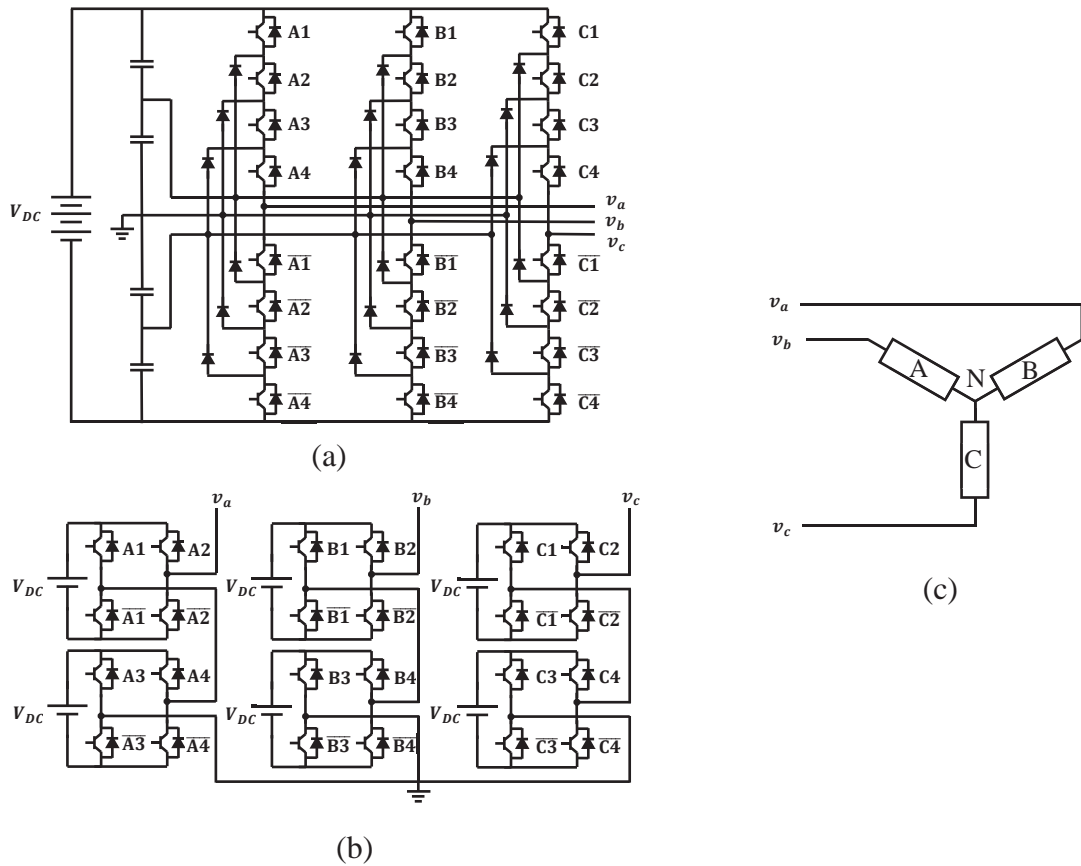 A1 B1 C1
A2 B2 C2
A3 B3 C3
A4 B4 C4
V_DC
v_a
v_b
v_c
A̅1̅ B̅1̅ C̅1̅
A̅2̅ B̅2̅ C̅2̅
A̅3̅ B̅3̅ C̅3̅
A̅4̅ B̅4̅ C̅4̅
(a)
v_a v_b v_c
A1 A2 B1 B2 C1 C2
V_DC V_DC V_DC
A̅1̅ A̅2̅ B̅1̅ B̅2̅ C̅1̅ C̅2̅
A3 A4 B3 B4 C3 C4
V_DC V_DC V_DC
A̅3̅ A̅4̅ B̅3̅ B̅4̅ C̅3̅ C̅4̅
(b)
v_a
v_b
A N B
C
v_c
(c)